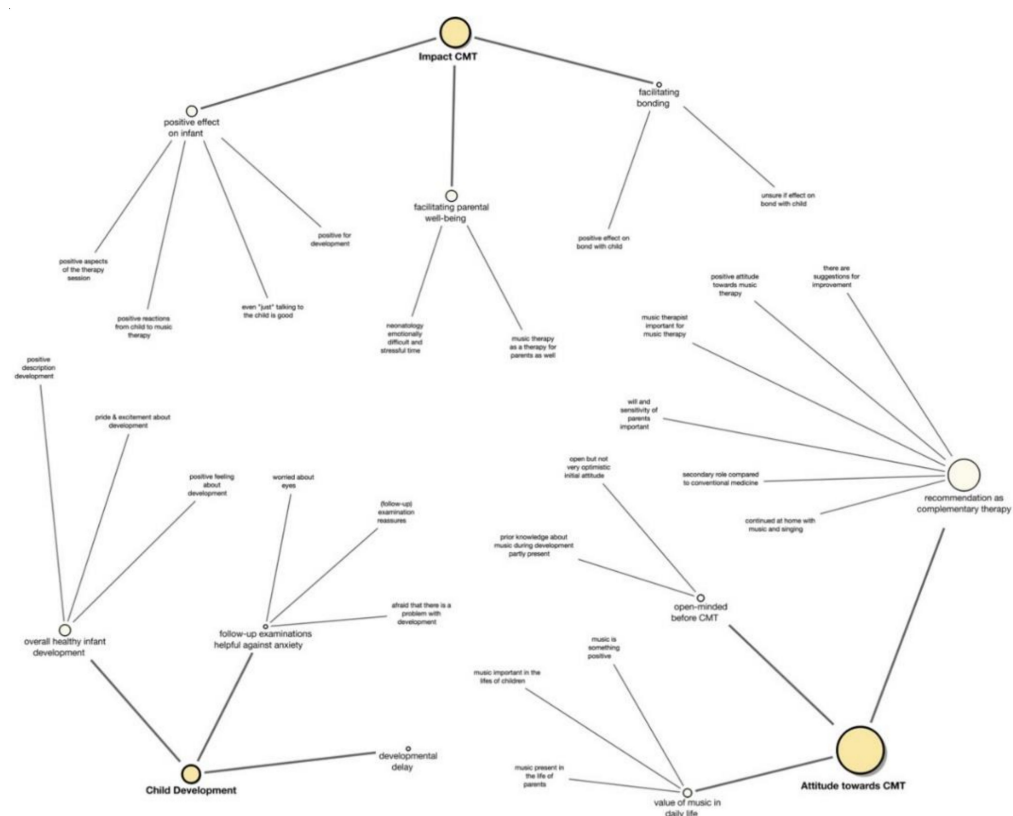 Impact CMT
positive effect
on infant
facilitating
bonding
facilitating parental
well-being
unsure if effect on
bond with child
positive for
development
positive effect on
bond with child
positive aspects
of the therapy
session
positive reactions
from child to music
therapy
even "just" talking to
the child is good
neonatology
emotionally
difficult and
stressful time
music therapy
as a therapy for
parents as well
positive attitude
towards music
therapy
there are
suggestions for
improvement
music therapist
important for
music therapy
will and
sensitivity of
parents
important
secondary role compared
to conventional medicine
continued at home with
music and singing
recommendation as
complementary therapy
positive
description
development
pride & excitement about
development
positive feeling
about
development
worried about
eyes
(follow-up)
examination
reassures
afraid that there is a
problem with
development
overall healthy infant
development
follow-up examinations
helpful against anxiety
developmental
delay
Child Development
open but not
very optimistic
initial attitude
prior knowledge about
music during development
partly present
open-minded
before CMT
music is
something
positive
music important in the
lifes of children
music present in
the life of
parents
value of music in
daily life
Attitude towards CMT